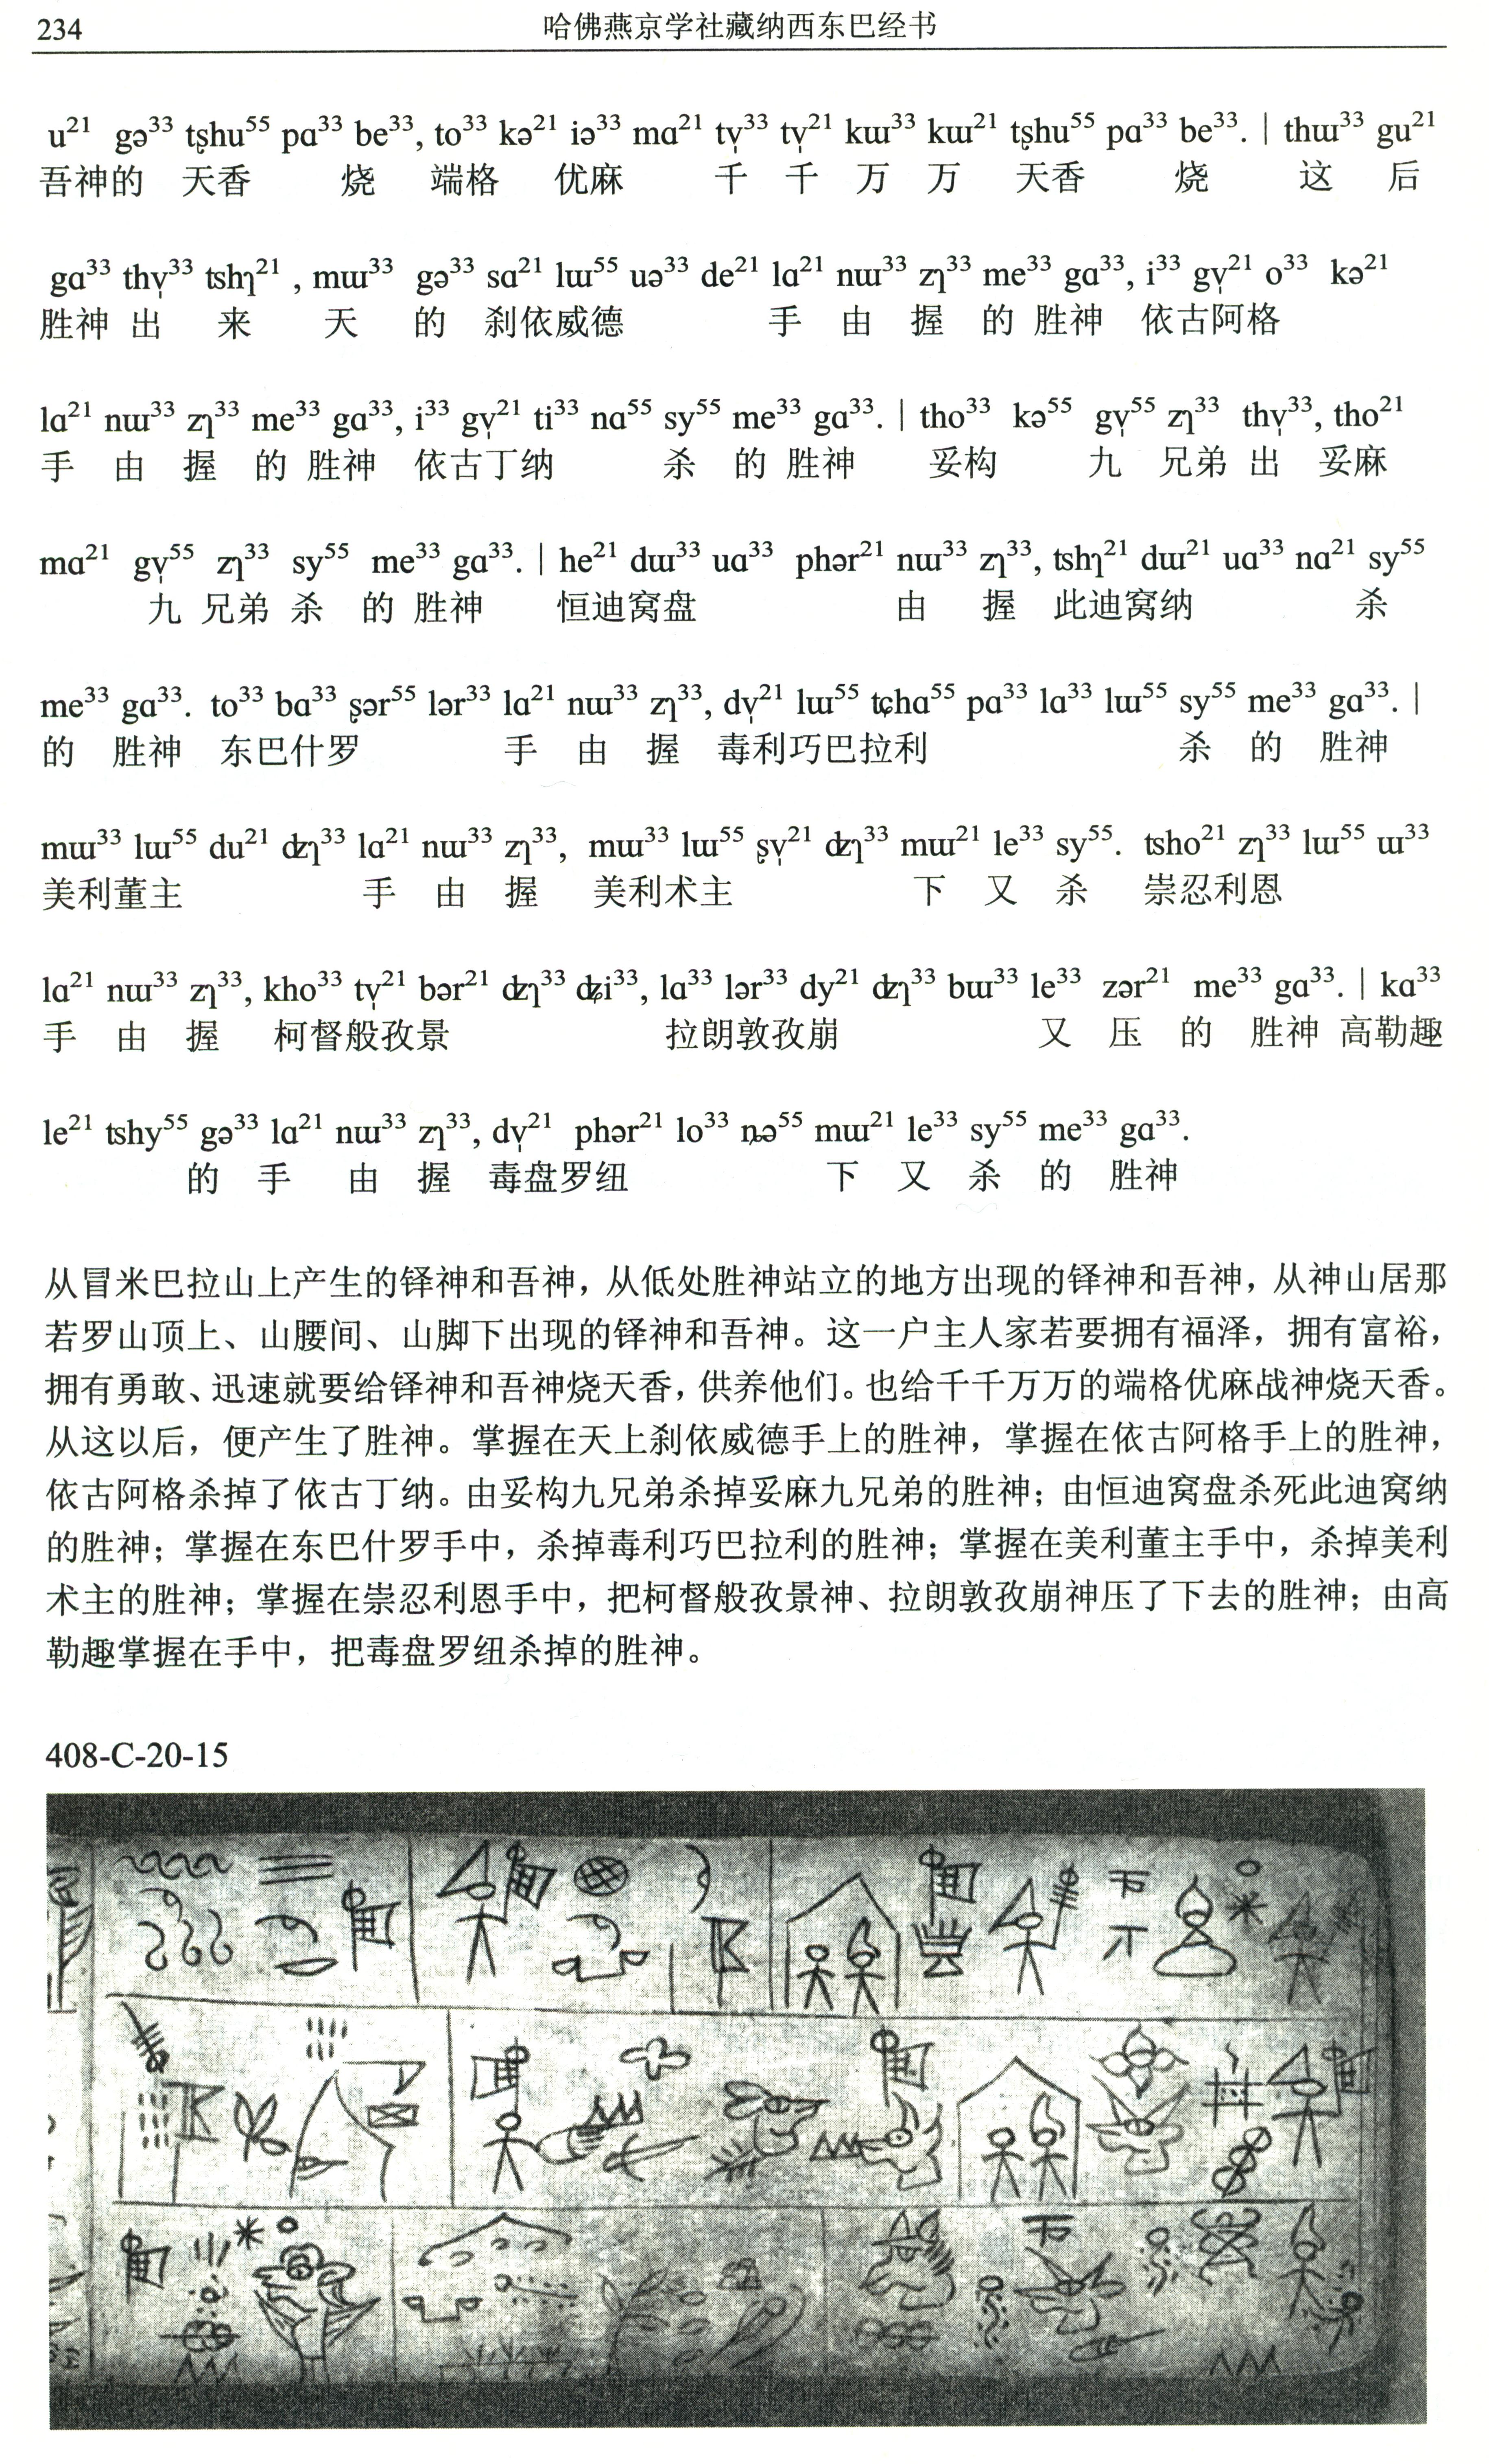 234
哈佛燕京学社藏纳西东巴经书
u²¹ gə³³ tʂhu⁵⁵ pɑ³³ be³³, to³³ kə²¹ iə³³ mɑ²¹ tv̩³³ tv̩²¹ kɯ³³ kɯ²¹ tʂhu⁵⁵ pɑ³³ be³³. | thɯ³³ gu²¹
吾神的 天香 烧 端格 优麻 千 千 万 万 天香 烧 这 后
gɑ³³ thv̩³³ tshɿ²¹ , mɯ³³ gə³³ sɑ²¹ lɯ⁵⁵ uə³³ de²¹ lɑ²¹ nɯ³³ zɿ³³ me³³ gɑ³³, i³³ gv̩²¹ o³³ kə²¹
胜神 出 来 天 的 刹依威德 手 由 握 的 胜神 依古阿格
lɑ²¹ nɯ³³ zɿ³³ me³³ gɑ³³, i³³ gv̩²¹ ti³³ nɑ⁵⁵ sy⁵⁵ me³³ gɑ³³. | tho³³ kə⁵⁵ gv̩⁵⁵ zɿ³³ thv̩³³, tho²¹
手 由 握 的 胜神 依古丁纳 杀 的 胜神 妥构 九 兄弟 出 妥麻
mɑ²¹ gv̩⁵⁵ zɿ³³ sy⁵⁵ me³³ gɑ³³. | he²¹ dɯ³³ uɑ³³ phər²¹ nɯ³³ zɿ³³, tshɿ²¹ dɯ²¹ uɑ³³ nɑ²¹ sy⁵⁵
九 兄弟 杀 的 胜神 恒迪窝盘 由 握 此迪窝纳 杀
me³³ gɑ³³. to³³ bɑ³³ ʂər⁵⁵ lər³³ lɑ²¹ nɯ³³ zɿ³³, dv̩²¹ lɯ⁵⁵ tɕhɑ⁵⁵ pɑ³³ lɑ³³ lɯ⁵⁵ sy⁵⁵ me³³ gɑ³³. |
的 胜神 东巴什罗 手 由 握 毒利巧巴拉利 杀 的 胜神
mɯ³³ lɯ⁵⁵ du²¹ dʐɿ³³ lɑ²¹ nɯ³³ zɿ³³, mɯ³³ lɯ⁵⁵ ʂv̩²¹ dʐɿ³³ mɯ²¹ le³³ sy⁵⁵. tsho²¹ zɿ³³ lɯ⁵⁵ ɯ³³
美利董主 手 由 握 美利术主 下 又 杀 崇忍利恩
lɑ²¹ nɯ³³ zɿ³³, kho³³ tv̩²¹ bər²¹ dʐɿ³³ dʑi³³, lɑ³³ lər³³ dy²¹ dʐɿ³³ bɯ³³ le³³ zər²¹ me³³ gɑ³³. | kɑ³³
手 由 握 柯督般孜景 拉朗敦孜崩 又 压 的 胜神 高勒趣
le²¹ tshy⁵⁵ gə³³ lɑ²¹ nɯ³³ zɿ³³, dv̩²¹ phər²¹ lo³³ ȵə⁵⁵ mɯ²¹ le³³ sy⁵⁵ me³³ gɑ³³.
的 手 由 握 毒盘罗纽 下 又 杀 的 胜神
从冒米巴拉山上产生的铎神和吾神，从低处胜神站立的地方出现的铎神和吾神，从神山居那
若罗山顶上、山腰间、山脚下出现的铎神和吾神。这一户主人家若要拥有福泽，拥有富裕，
拥有勇敢、迅速就要给铎神和吾神烧天香，供养他们。也给千千万万的端格优麻战神烧天香。
从这以后，便产生了胜神。掌握在天上刹依威德手上的胜神，掌握在依古阿格手上的胜神，
依古阿格杀掉了依古丁纳。由妥构九兄弟杀掉妥麻九兄弟的胜神；由恒迪窝盘杀死此迪窝纳
的胜神；掌握在东巴什罗手中，杀掉毒利巧巴拉利的胜神；掌握在美利董主手中，杀掉美利
术主的胜神；掌握在崇忍利恩手中，把柯督般孜景神、拉朗敦孜崩神压了下去的胜神；由高
勒趣掌握在手中，把毒盘罗纽杀掉的胜神。
408-C-20-15